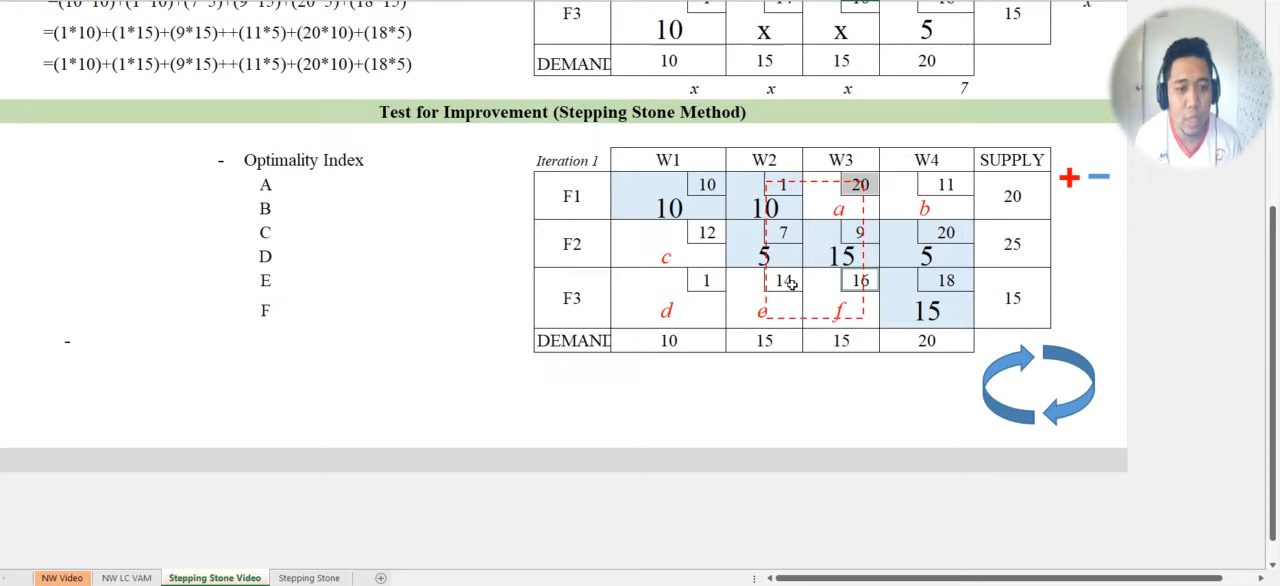 =(1*10)+(1*15)+(9*15)++(11*5)+(20*10)+(18*5)
=(1*10)+(1*15)+(9*15)++(11*5)+(20*10)+(18*5)
F3 15
10 x x 5
DEMAND 10 15 15 20
x x x 7
Test for Improvement (Stepping Stone Method)
- Optimality Index
A
B
C
D
E
F
-
Iteration 1 W1 W2 W3 W4 SUPPLY
F1 10 1 20 11 20
10 10 a b
F2 12 7 9 20 25
c 5 15 5
F3 1 14 16 18 15
d e f 15
DEMAND 10 15 15 20
+ −
NW Video NW LC VAM Stepping Stone Video Stepping Stone